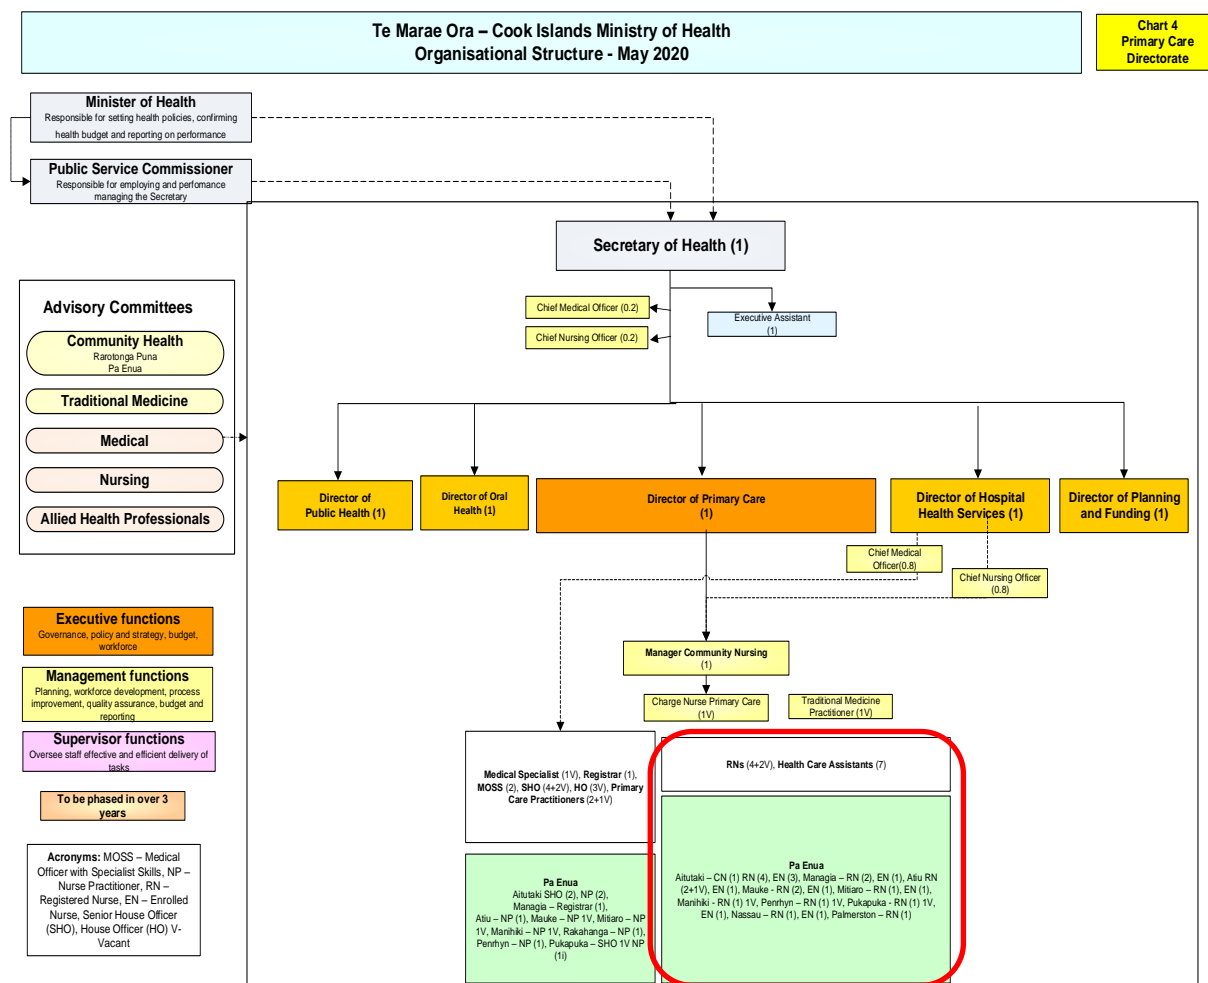 Te Marae Ora – Cook Islands Ministry of Health
Organisational Structure - May 2020
Chart 4
Primary Care
Directorate
Minister of Health
Responsible for setting health policies, confirming
health budget and reporting on performance
Public Service Commissioner
Responsible for employing and perfomance
managing the Secretary
Secretary of Health (1)
Chief Medical Officer (0.2)
Chief Nursing Officer (0.2)
Executive Assistant
(1)
Advisory Committees
Community Health
Rarotonga Puna
Pa Enua
Traditional Medicine
Medical
Nursing
Allied Health Professionals
Director of
Public Health (1)
Director of Oral
Health (1)
Director of Primary Care
(1)
Director of Hospital
Health Services (1)
Director of Planning
and Funding (1)
Chief Medical
Officer(0.8)
Chief Nursing Officer
(0.8)
Executive functions
Governance, policy and strategy, budget,
workforce
Management functions
Planning, workforce development, process
improvement, quality assurance, budget and
reporting
Supervisor functions
Oversee staff effective and efficient delivery of
tasks
To be phased in over 3
years
Acronyms: MOSS – Medical
Officer with Specialist Skills, NP –
Nurse Practitioner, RN –
Registered Nurse, EN – Enrolled
Nurse, Senior House Officer
(SHO), House Officer (HO) V-
Vacant
Manager Community Nursing
(1)
Charge Nurse Primary Care
(1V)
Traditional Medicine
Practitioner (1V)
Medical Specialist (1V), Registrar (1),
MOSS (2), SHO (4+2V), HO (3V), Primary
Care Practitioners (2+1V)
RNs (4+2V), Health Care Assistants (7)
Pa Enua
Aitutaki SHO (2), NP (2),
Managia – Registrar (1),
Atiu – NP (1), Mauke – NP 1V, Mitiaro – NP
1V, Manihiki – NP 1V, Rakahanga – NP (1),
Penrhyn – NP (1), Pukapuka – SHO 1V NP
(1i)
Pa Enua
Aitutaki – CN (1) RN (4), EN (3), Managia – RN (2), EN (1), Atiu RN
(2+1V), EN (1), Mauke - RN (2), EN (1), Mitiaro – RN (1), EN (1),
Manihiki - RN (1) 1V, Penrhyn – RN (1) 1V, Pukapuka - RN (1) 1V,
EN (1), Nassau – RN (1), EN (1), Palmerston – RN (1)